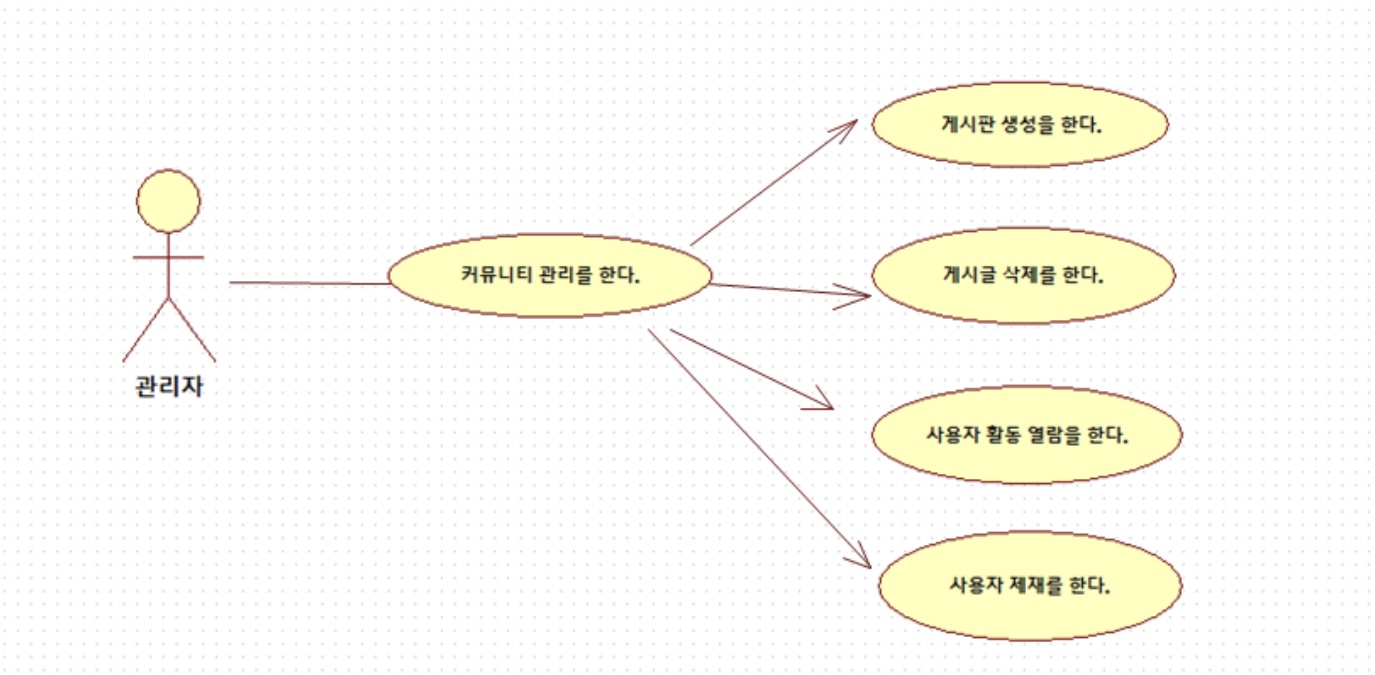 게시판 생성을 한다.
커뮤니티 관리를 한다.
게시글 삭제를 한다.
관리자
사용자 활동 열람을 한다.
사용자 제재를 한다.